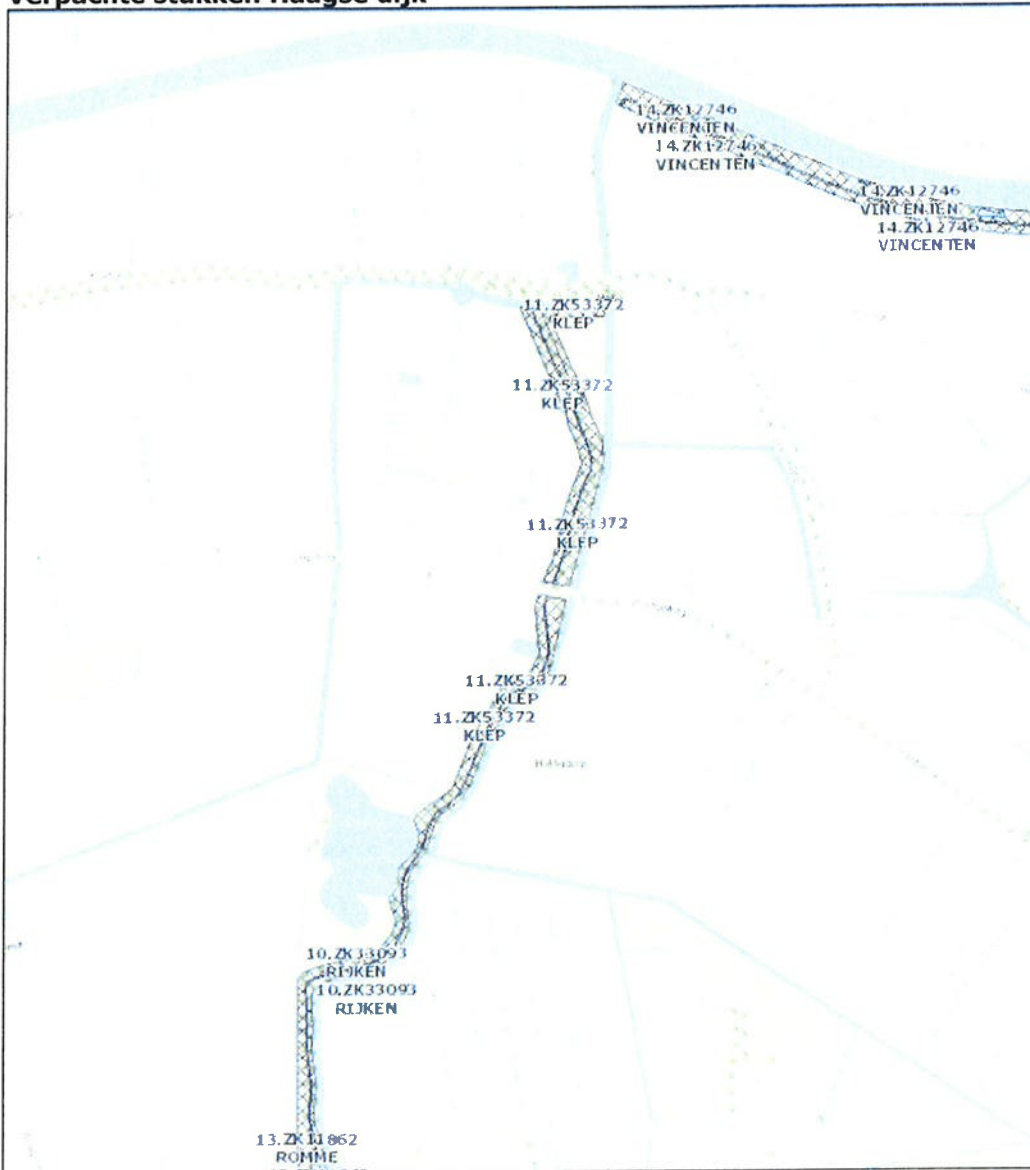 Verpachte stukken Haagse dijk
14.ZK12746
VINCENTEN
14.ZK12746
VINCENTEN
14.ZK12746
VINCENTEN
14.ZK12746
VINCENTEN
11.ZK53372
KLEP
11.ZK53372
KLEP
11.ZK53372
KLEP
11.ZK53372
KLEP
11.ZK53372
KLEP
10.ZK33093
RIJKEN
10.ZK33093
RIJKEN
13.ZK11862
ROMME